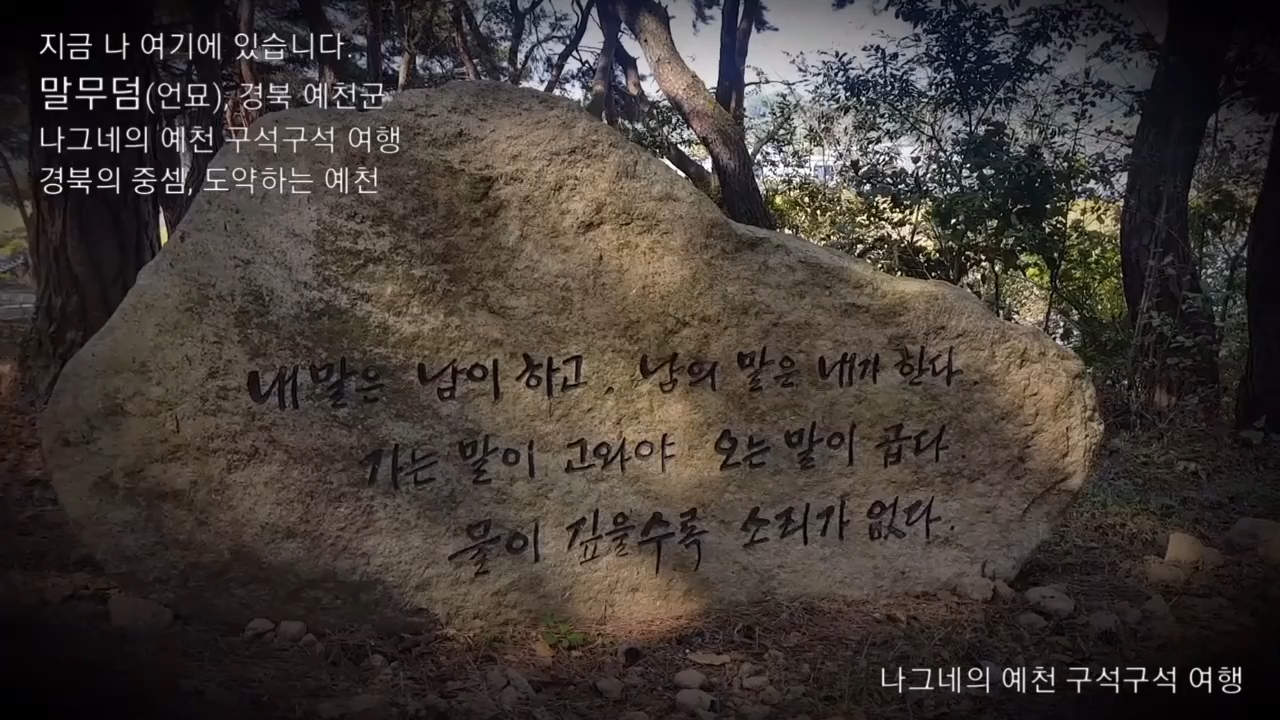 지금 나 여기에 있습니다.
말무덤(언묘), 경북 예천군
나그네의 예천 구석구석 여행
경북의 중셈, 도약하는 예천
내 말은 남이 하고, 남의 말은 내가 한다.
가는 말이 고와야 오는 말이 곱다.
물이 깊을수록 소리가 없다.
나그네의 예천 구석구석 여행